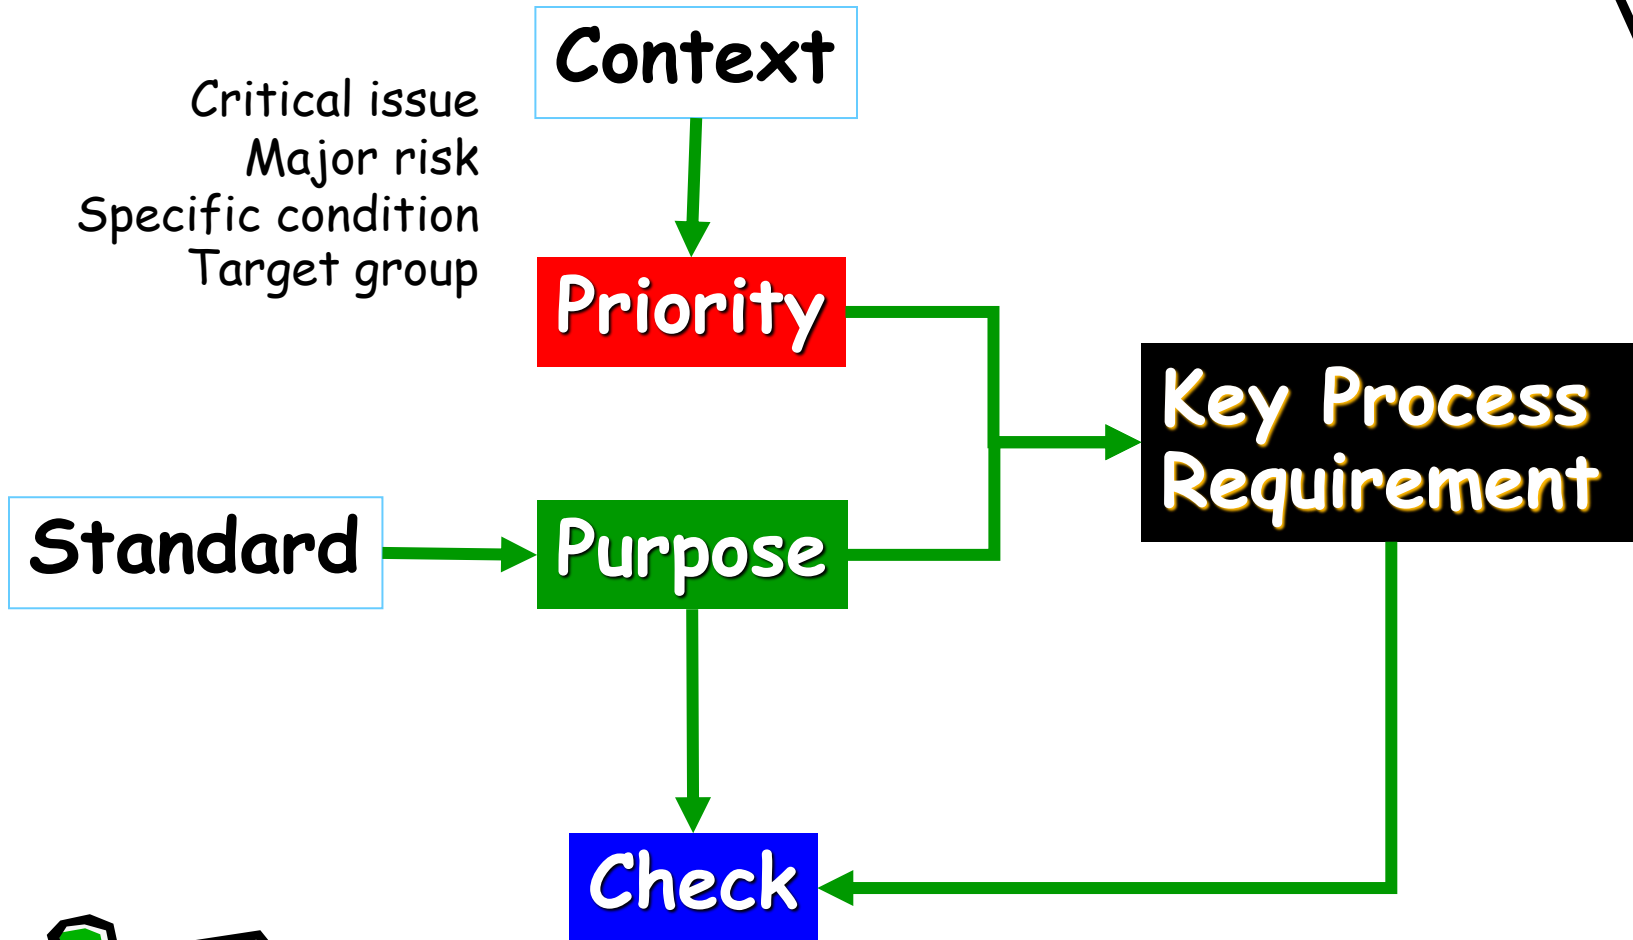 Context
Critical issue
Major risk
Specific condition
Target group
Priority
Key Process
Requirement
Standard
Purpose
Check